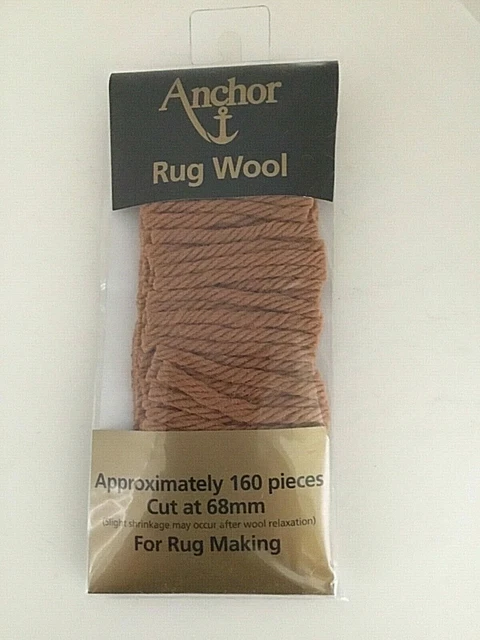 Anchor
Rug Wool
Approximately 160 pieces
Cut at 68mm
(slight shrinkage may occur after wool relaxation)
For Rug Making